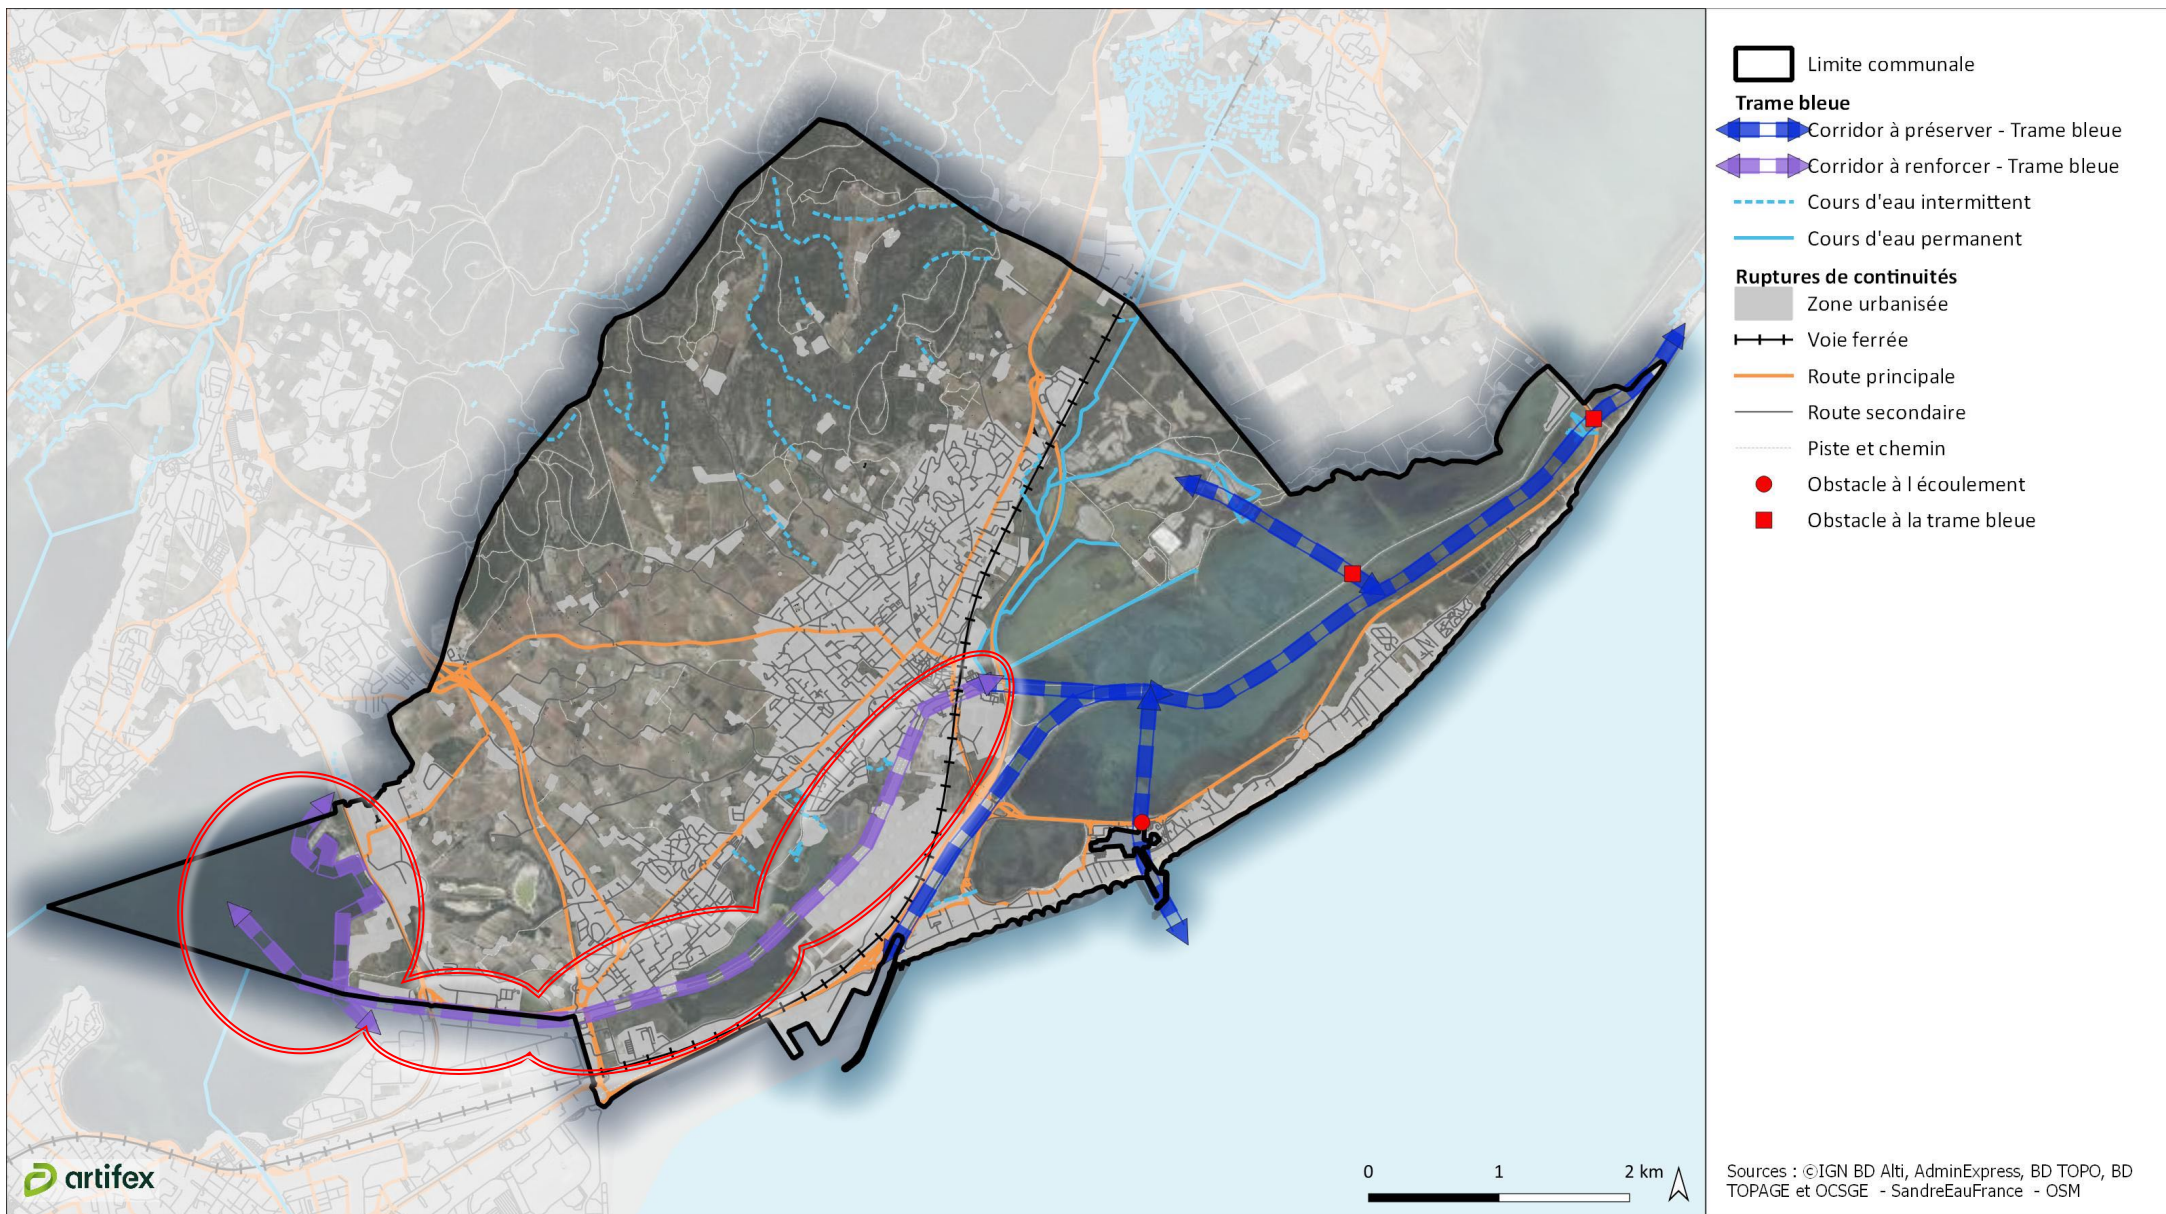 Limite communale
Trame bleue
Corridor à préserver - Trame bleue
Corridor à renforcer - Trame bleue
Cours d'eau intermittent
Cours d'eau permanent
Ruptures de continuités
Zone urbanisée
Voie ferrée
Route principale
Route secondaire
Piste et chemin
Obstacle à l écoulement
Obstacle à la trame bleue
0 1 2 km
artifex
Sources : ©IGN BD Alti, AdminExpress, BD TOPO, BD
TOPAGE et OCSGE - SandreEauFrance - OSM